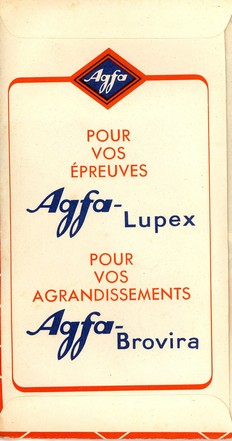 Agfa
POUR
VOS
ÉPREUVES
Agfa-Lupex
POUR
VOS
AGRANDISSEMENTS
Agfa-Brovira